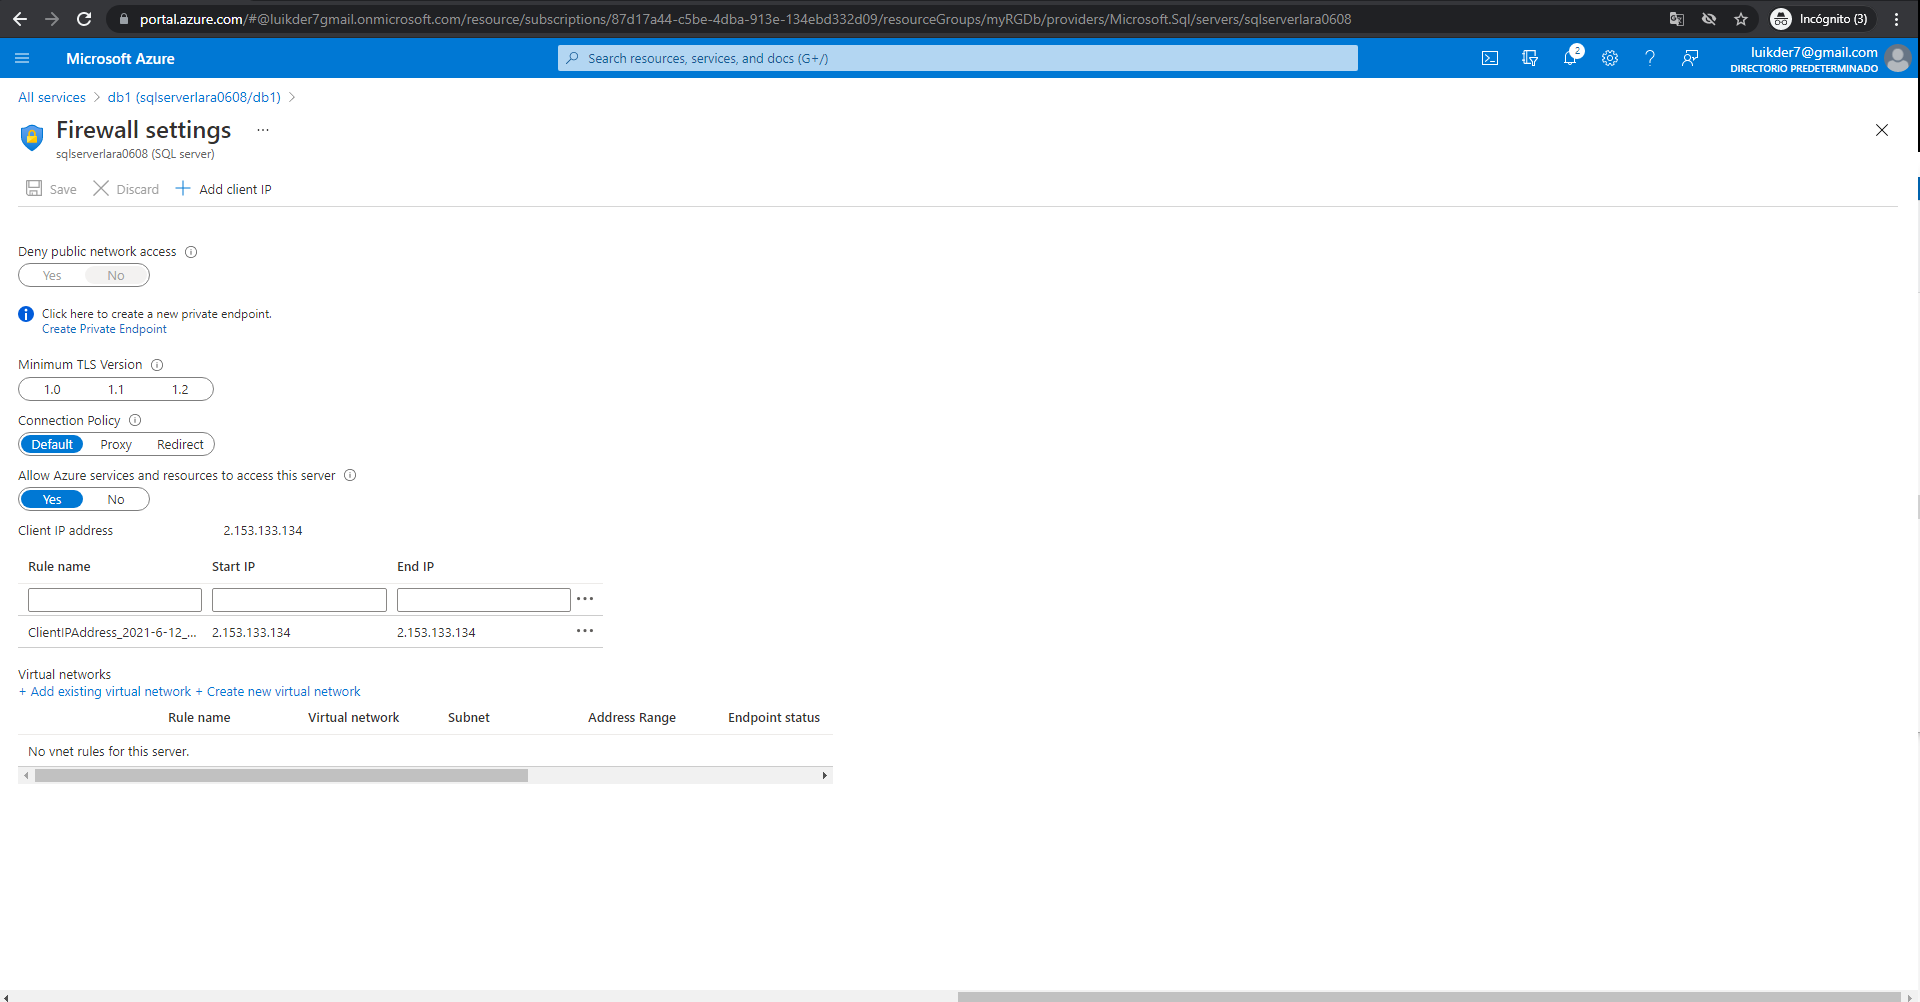 portal.azure.com/#@luikder7gmail.onmicrosoft.com/resource/subscriptions/87d17a44-c5be-4dba-913e-134ebd332d09/resourceGroups/myRGDb/providers/Microsoft.Sql/servers/sqlserverlara0608 Incógnito (3)
Microsoft Azure
Search resources, services, and docs (G+/)
2
luikder7@gmail.com
DIRECTORIO PREDETERMINADO
All services > db1 (sqlserverlara0608/db1) >
Firewall settings ...
sqlserverlara0608 (SQL server)
Save Discard + Add client IP
Deny public network access
Yes No
Click here to create a new private endpoint.
Create Private Endpoint
Minimum TLS Version
1.0 1.1 1.2
Connection Policy
Default Proxy Redirect
Allow Azure services and resources to access this server
Yes No
Client IP address 2.153.133.134
Rule name Start IP End IP
...
ClientIPAddress_2021-6-12_... 2.153.133.134 2.153.133.134 ...
Virtual networks
+ Add existing virtual network + Create new virtual network
Rule name Virtual network Subnet Address Range Endpoint status
No vnet rules for this server.